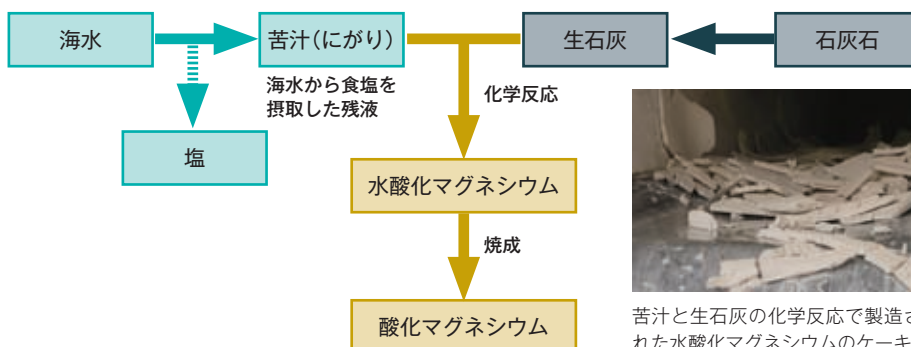 海水
苦汁(にがり)
生石灰
石灰石
海水から食塩を
摂取した残液
化学反応
塩
水酸化マグネシウム
焼成
酸化マグネシウム
苦汁と生石灰の化学反応で製造さ
れた水酸化マグネシウムのケーキ